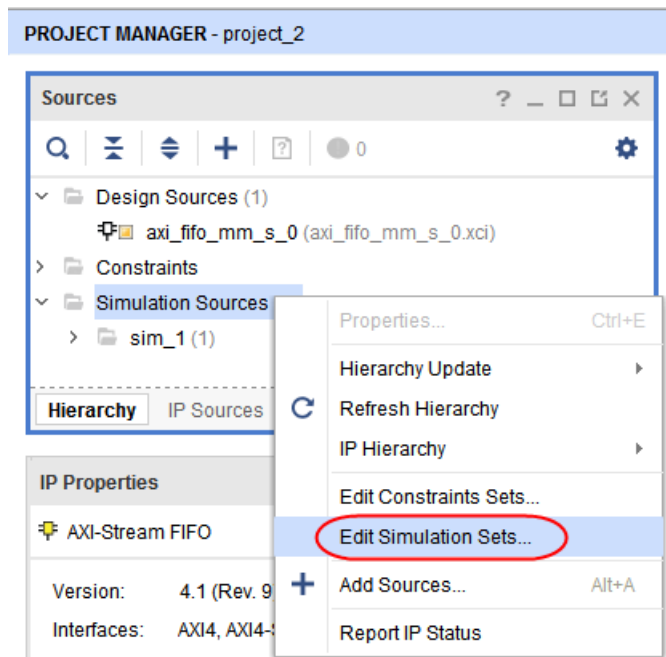 PROJECT MANAGER - project_2
Sources
0
Design Sources (1)
axi_fifo_mm_s_0 (axi_fifo_mm_s_0.xci)
Constraints
Simulation Sources
sim_1 (1)
Hierarchy IP Sources
Properties... Ctrl+E
Hierarchy Update
Refresh Hierarchy
IP Hierarchy
Edit Constraints Sets...
Edit Simulation Sets...
Add Sources... Alt+A
Report IP Status
IP Properties
AXI-Stream FIFO
Version: 4.1 (Rev. 9
Interfaces: AXI4, AXI4-